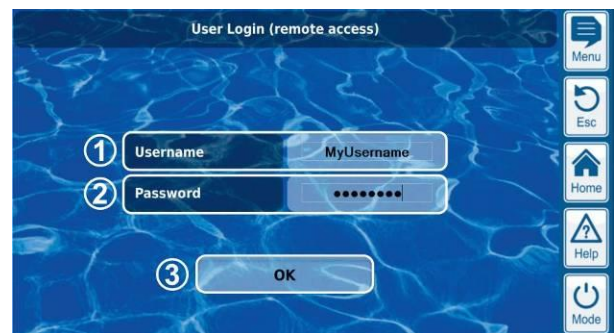 User Login (remote access)
Menu
Esc
① Username MyUsername
② Password ••••••••
Home
Help
③ OK
Mode